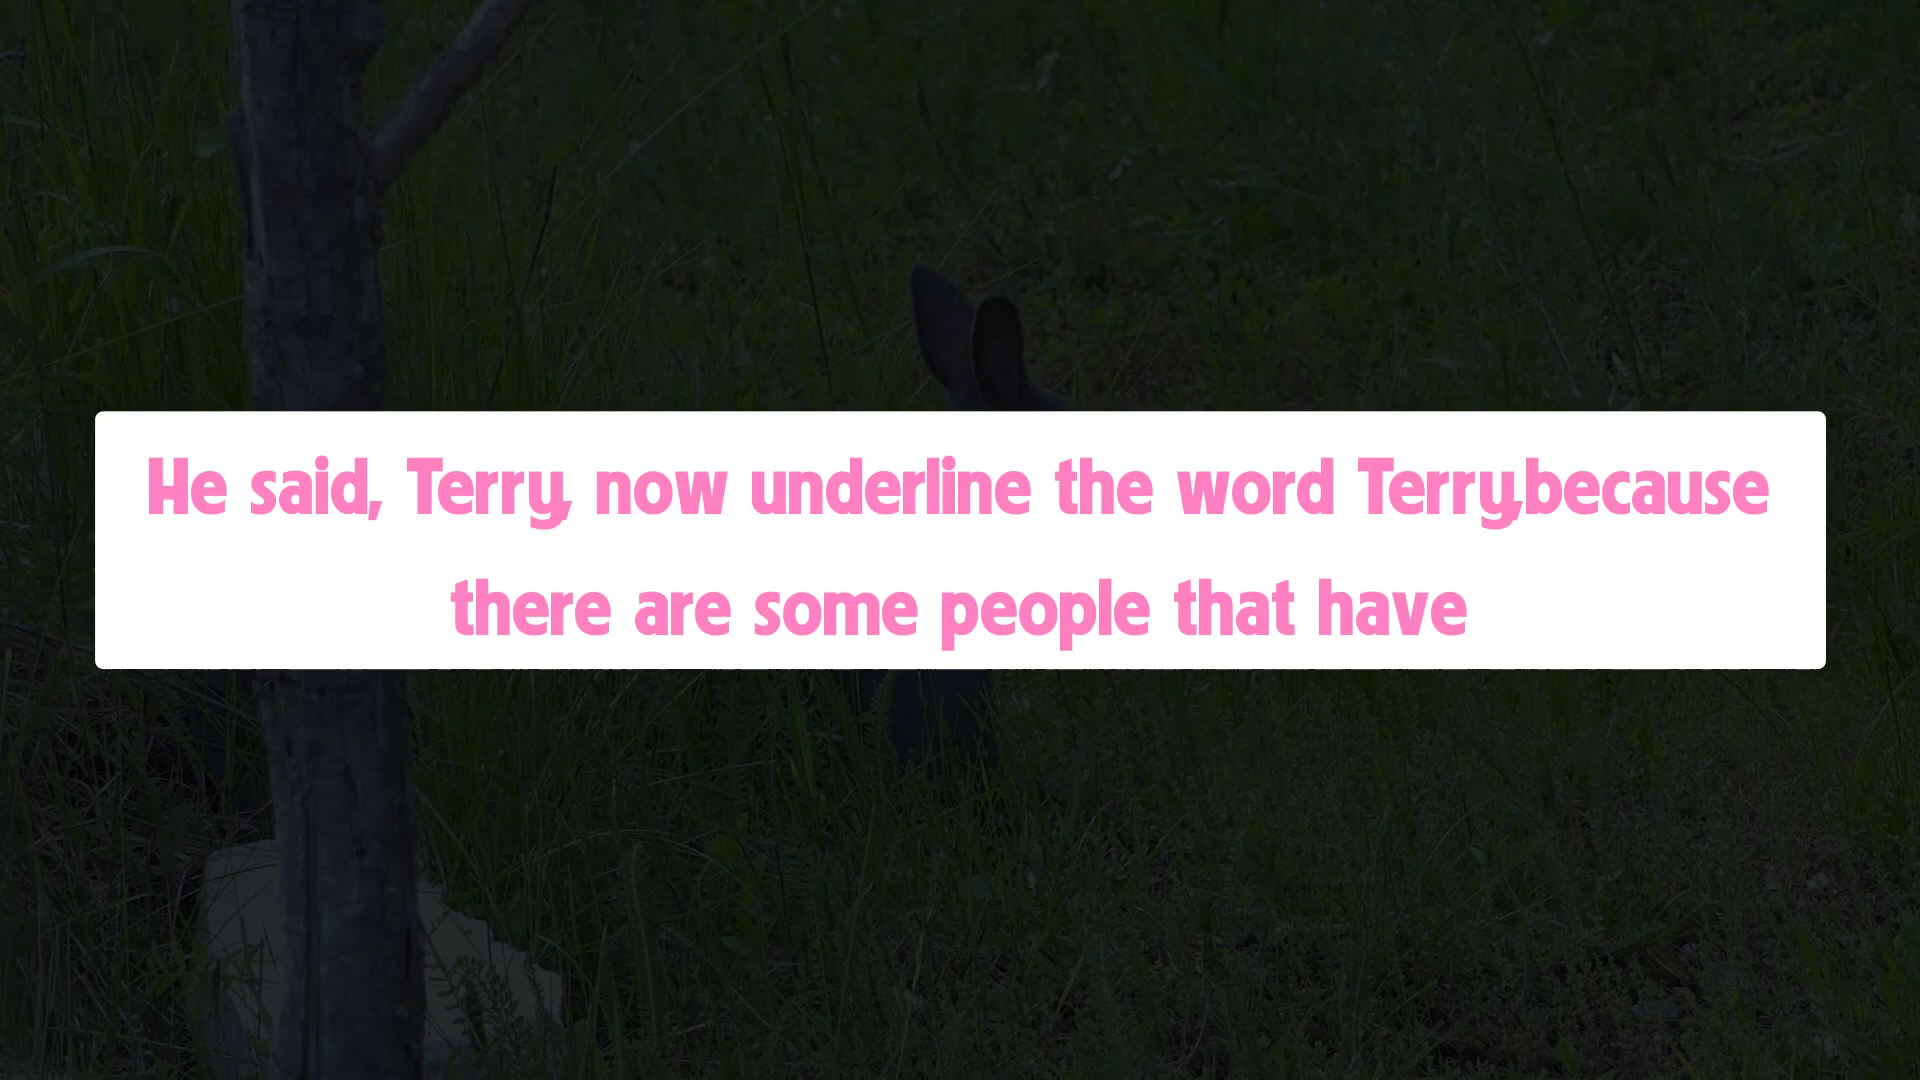 He said, Terry, now underline the word Terry,because
there are some people that have